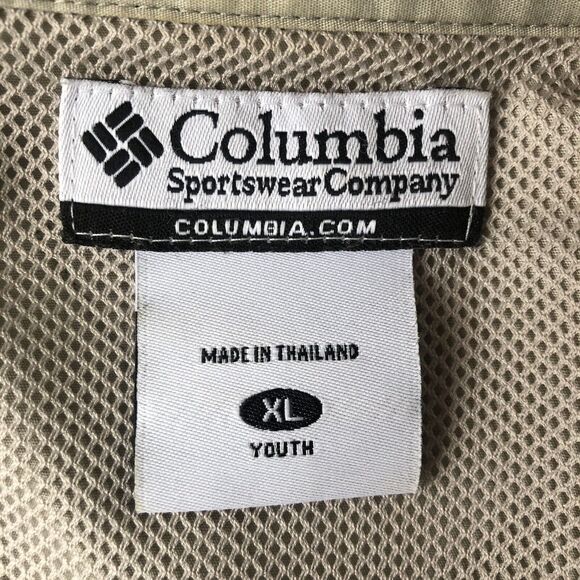 Columbia
Sportswear Company
COLUMBIA.COM
MADE IN THAILAND
XL
YOUTH